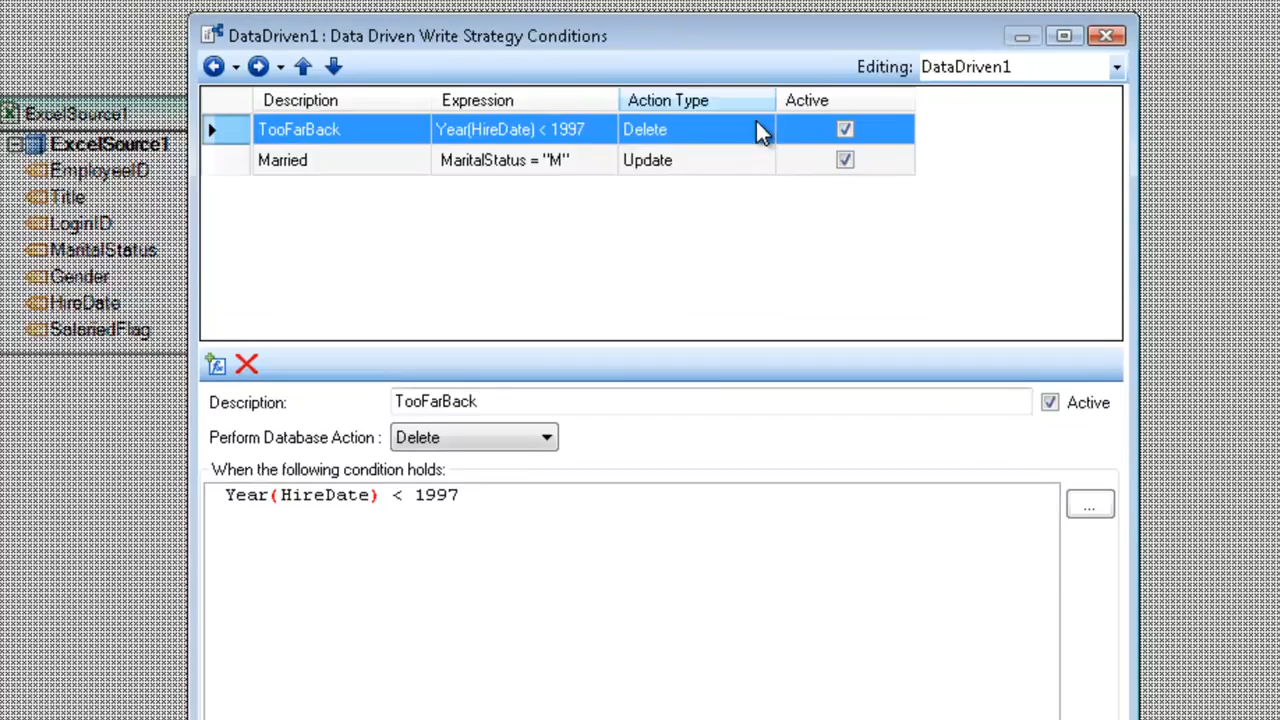 DataDriven1 : Data Driven Write Strategy Conditions
Editing: DataDriven1
Description Expression Action Type Active
TooFarBack Year(HireDate) < 1997 Delete
Married MaritalStatus = "M" Update
ExcelSource1
ExcelSource1
EmployeeID
Title
LoginID
MaritalStatus
Gender
HireDate
SalariedFlag
Description: TooFarBack Active
Perform Database Action : Delete
When the following condition holds:
Year(HireDate) < 1997
...